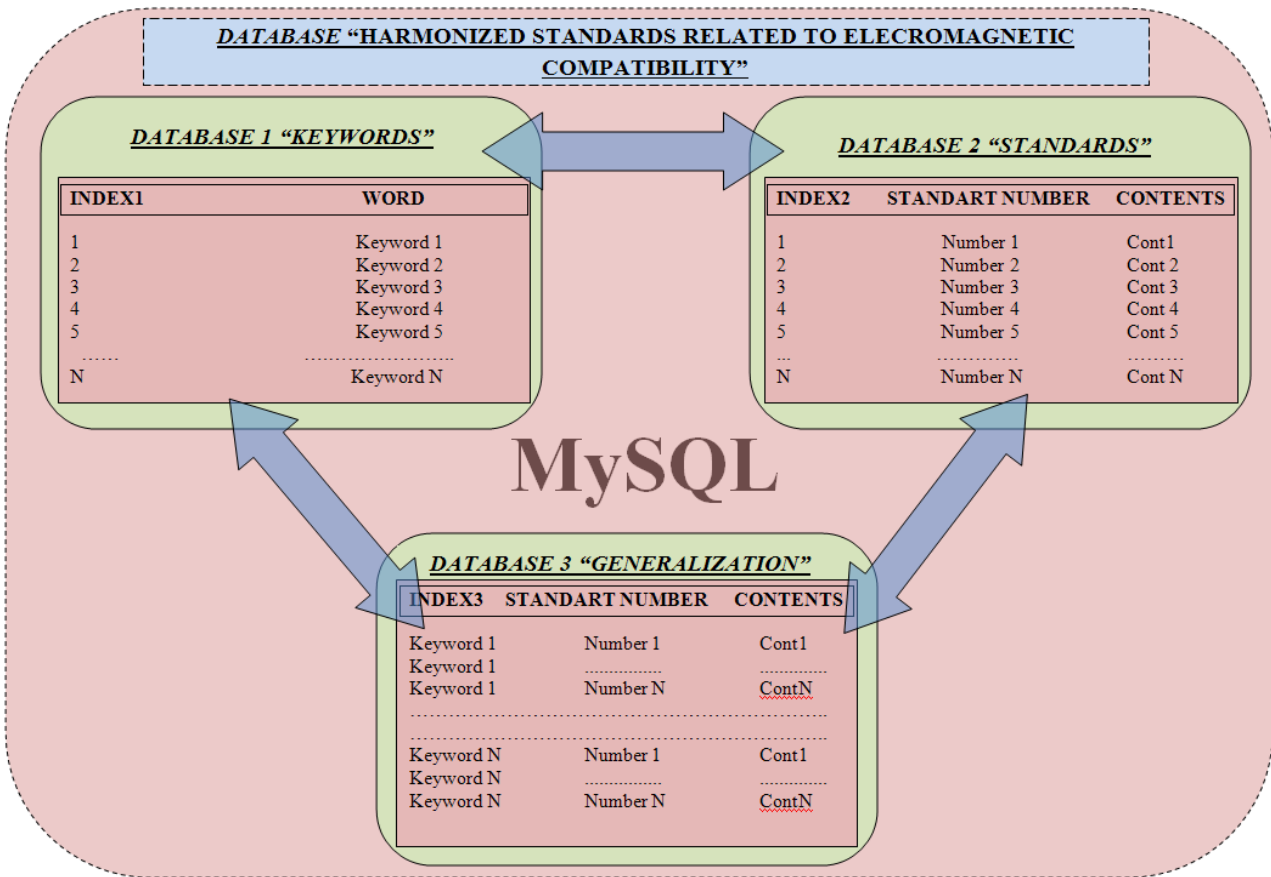 DATABASE “HARMONIZED STANDARDS RELATED TO ELECROMAGNETIC
COMPATIBILITY”
DATABASE 1 “KEYWORDS”
INDEX1 WORD
1 Keyword 1
2 Keyword 2
3 Keyword 3
4 Keyword 4
5 Keyword 5
...... .........................
N Keyword N
DATABASE 2 “STANDARDS”
INDEX2 STANDART NUMBER CONTENTS
1 Number 1 Cont1
2 Number 2 Cont 2
3 Number 3 Cont 3
4 Number 4 Cont 4
5 Number 5 Cont 5
... ............. .........
N Number N Cont N
MySQL
DATABASE 3 “GENERALIZATION”
INDEX3 STANDART NUMBER CONTENTS
Keyword 1 Number 1 Cont1
Keyword 1 .............. ............
Keyword 1 Number N ContN
................................................................
................................................................
Keyword N Number 1 Cont1
Keyword N .............. ............
Keyword N Number N ContN